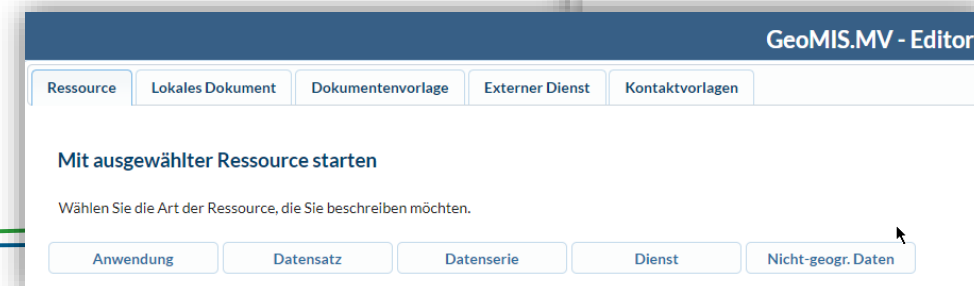 GeoMIS.MV - Editor
Ressource Lokales Dokument Dokumentenvorlage Externer Dienst Kontaktvorlagen
Mit ausgewählter Ressource starten
Wählen Sie die Art der Ressource, die Sie beschreiben möchten.
Anwendung Datensatz Datenserie Dienst Nicht-geogr. Daten